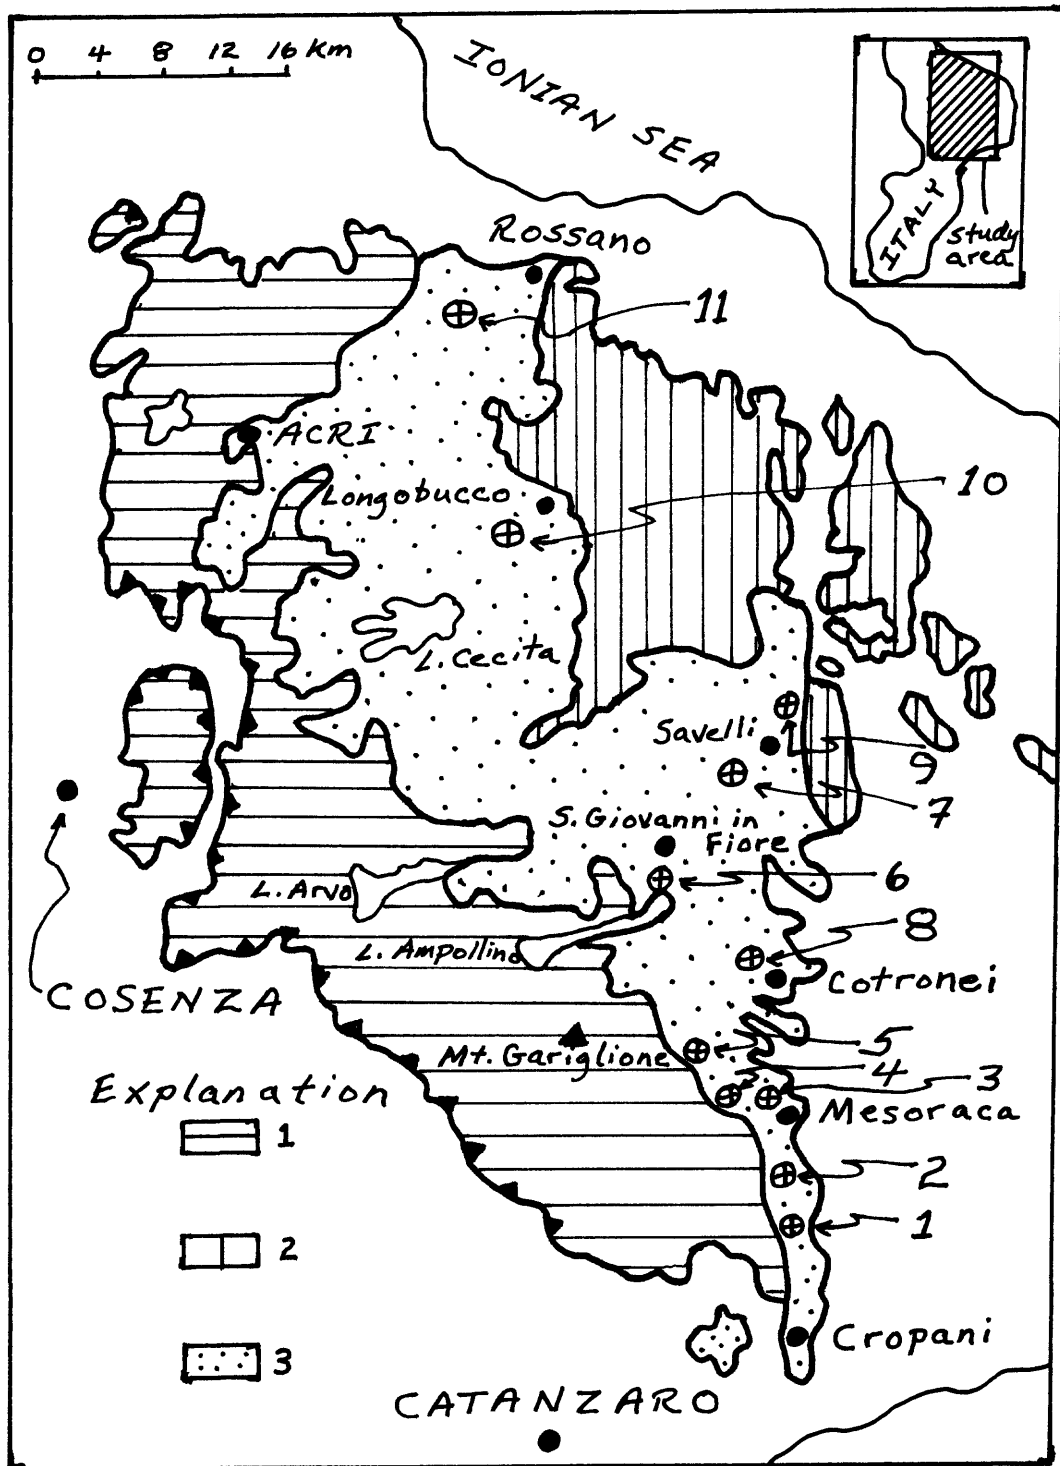 0 4 8 12 16 Km
IONIAN SEA
ITALY
study
area
Rossano
11
ACRI
Longobucco
10
L. Cecita
Savelli
9
7
S. Giovanni in
Fiore
6
L. Arvo
8
L. Ampollino
Cotronei
COSENZA
5
Mt. Gariglione
4
3
Explanation
Mesoraca
1
2
1
2
Cropani
3
CATANZARO